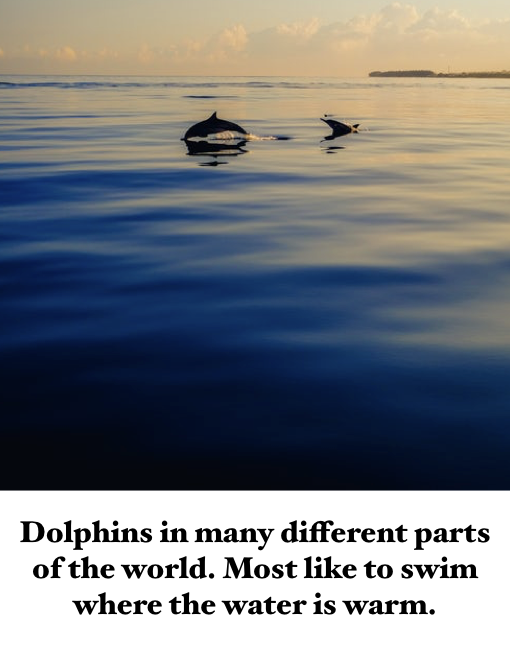 Dolphins in many different parts
of the world. Most like to swim
where the water is warm.